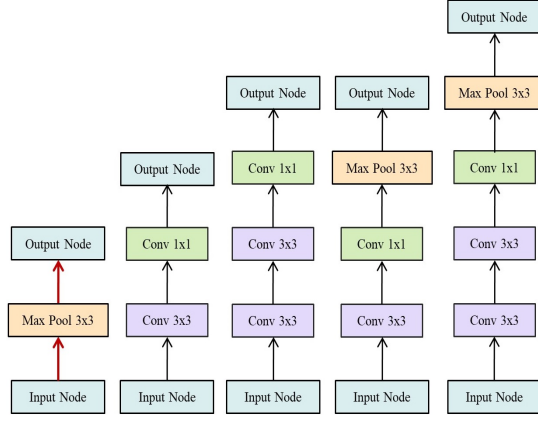 Output Node
Output Node
Output Node
Max Pool 3x3
Output Node
Conv 1x1
Max Pool 3x3
Conv 1x1
Output Node
Conv 1x1
Conv 3x3
Conv 1x1
Conv 3x3
Max Pool 3x3
Conv 3x3
Conv 3x3
Conv 3x3
Conv 3x3
Input Node
Input Node
Input Node
Input Node
Input Node